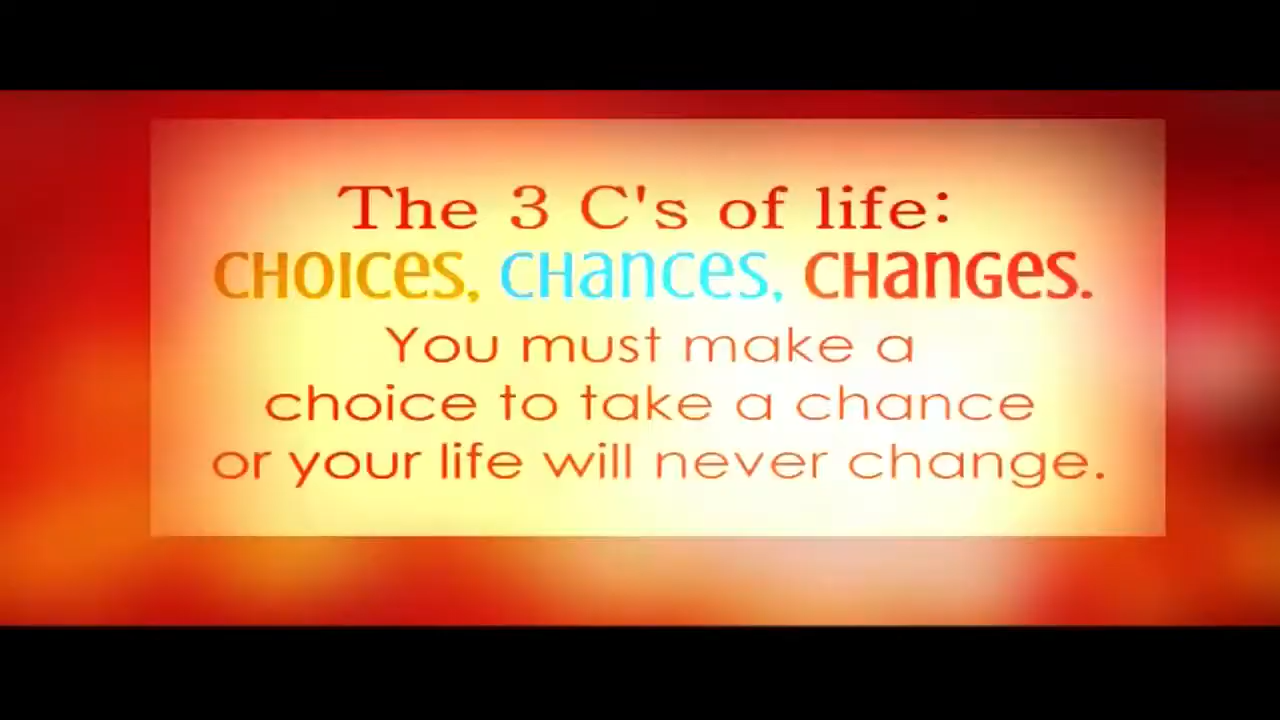 The 3 C's of life:
CHOICES, CHANCES, CHANGES.
You must make a
choice to take a chance
or your life will never change.